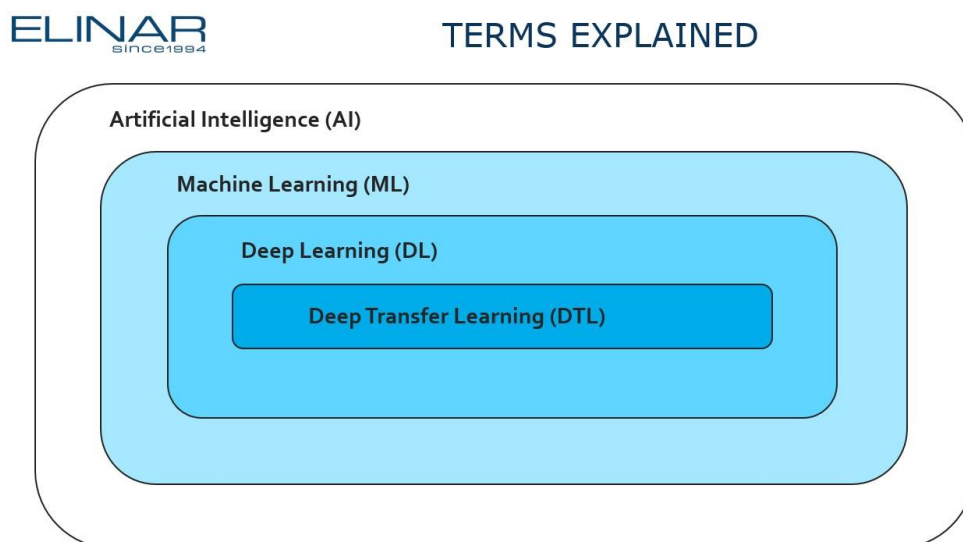 ELINAR
since1994
TERMS EXPLAINED
Artificial Intelligence (AI)
Machine Learning (ML)
Deep Learning (DL)
Deep Transfer Learning (DTL)